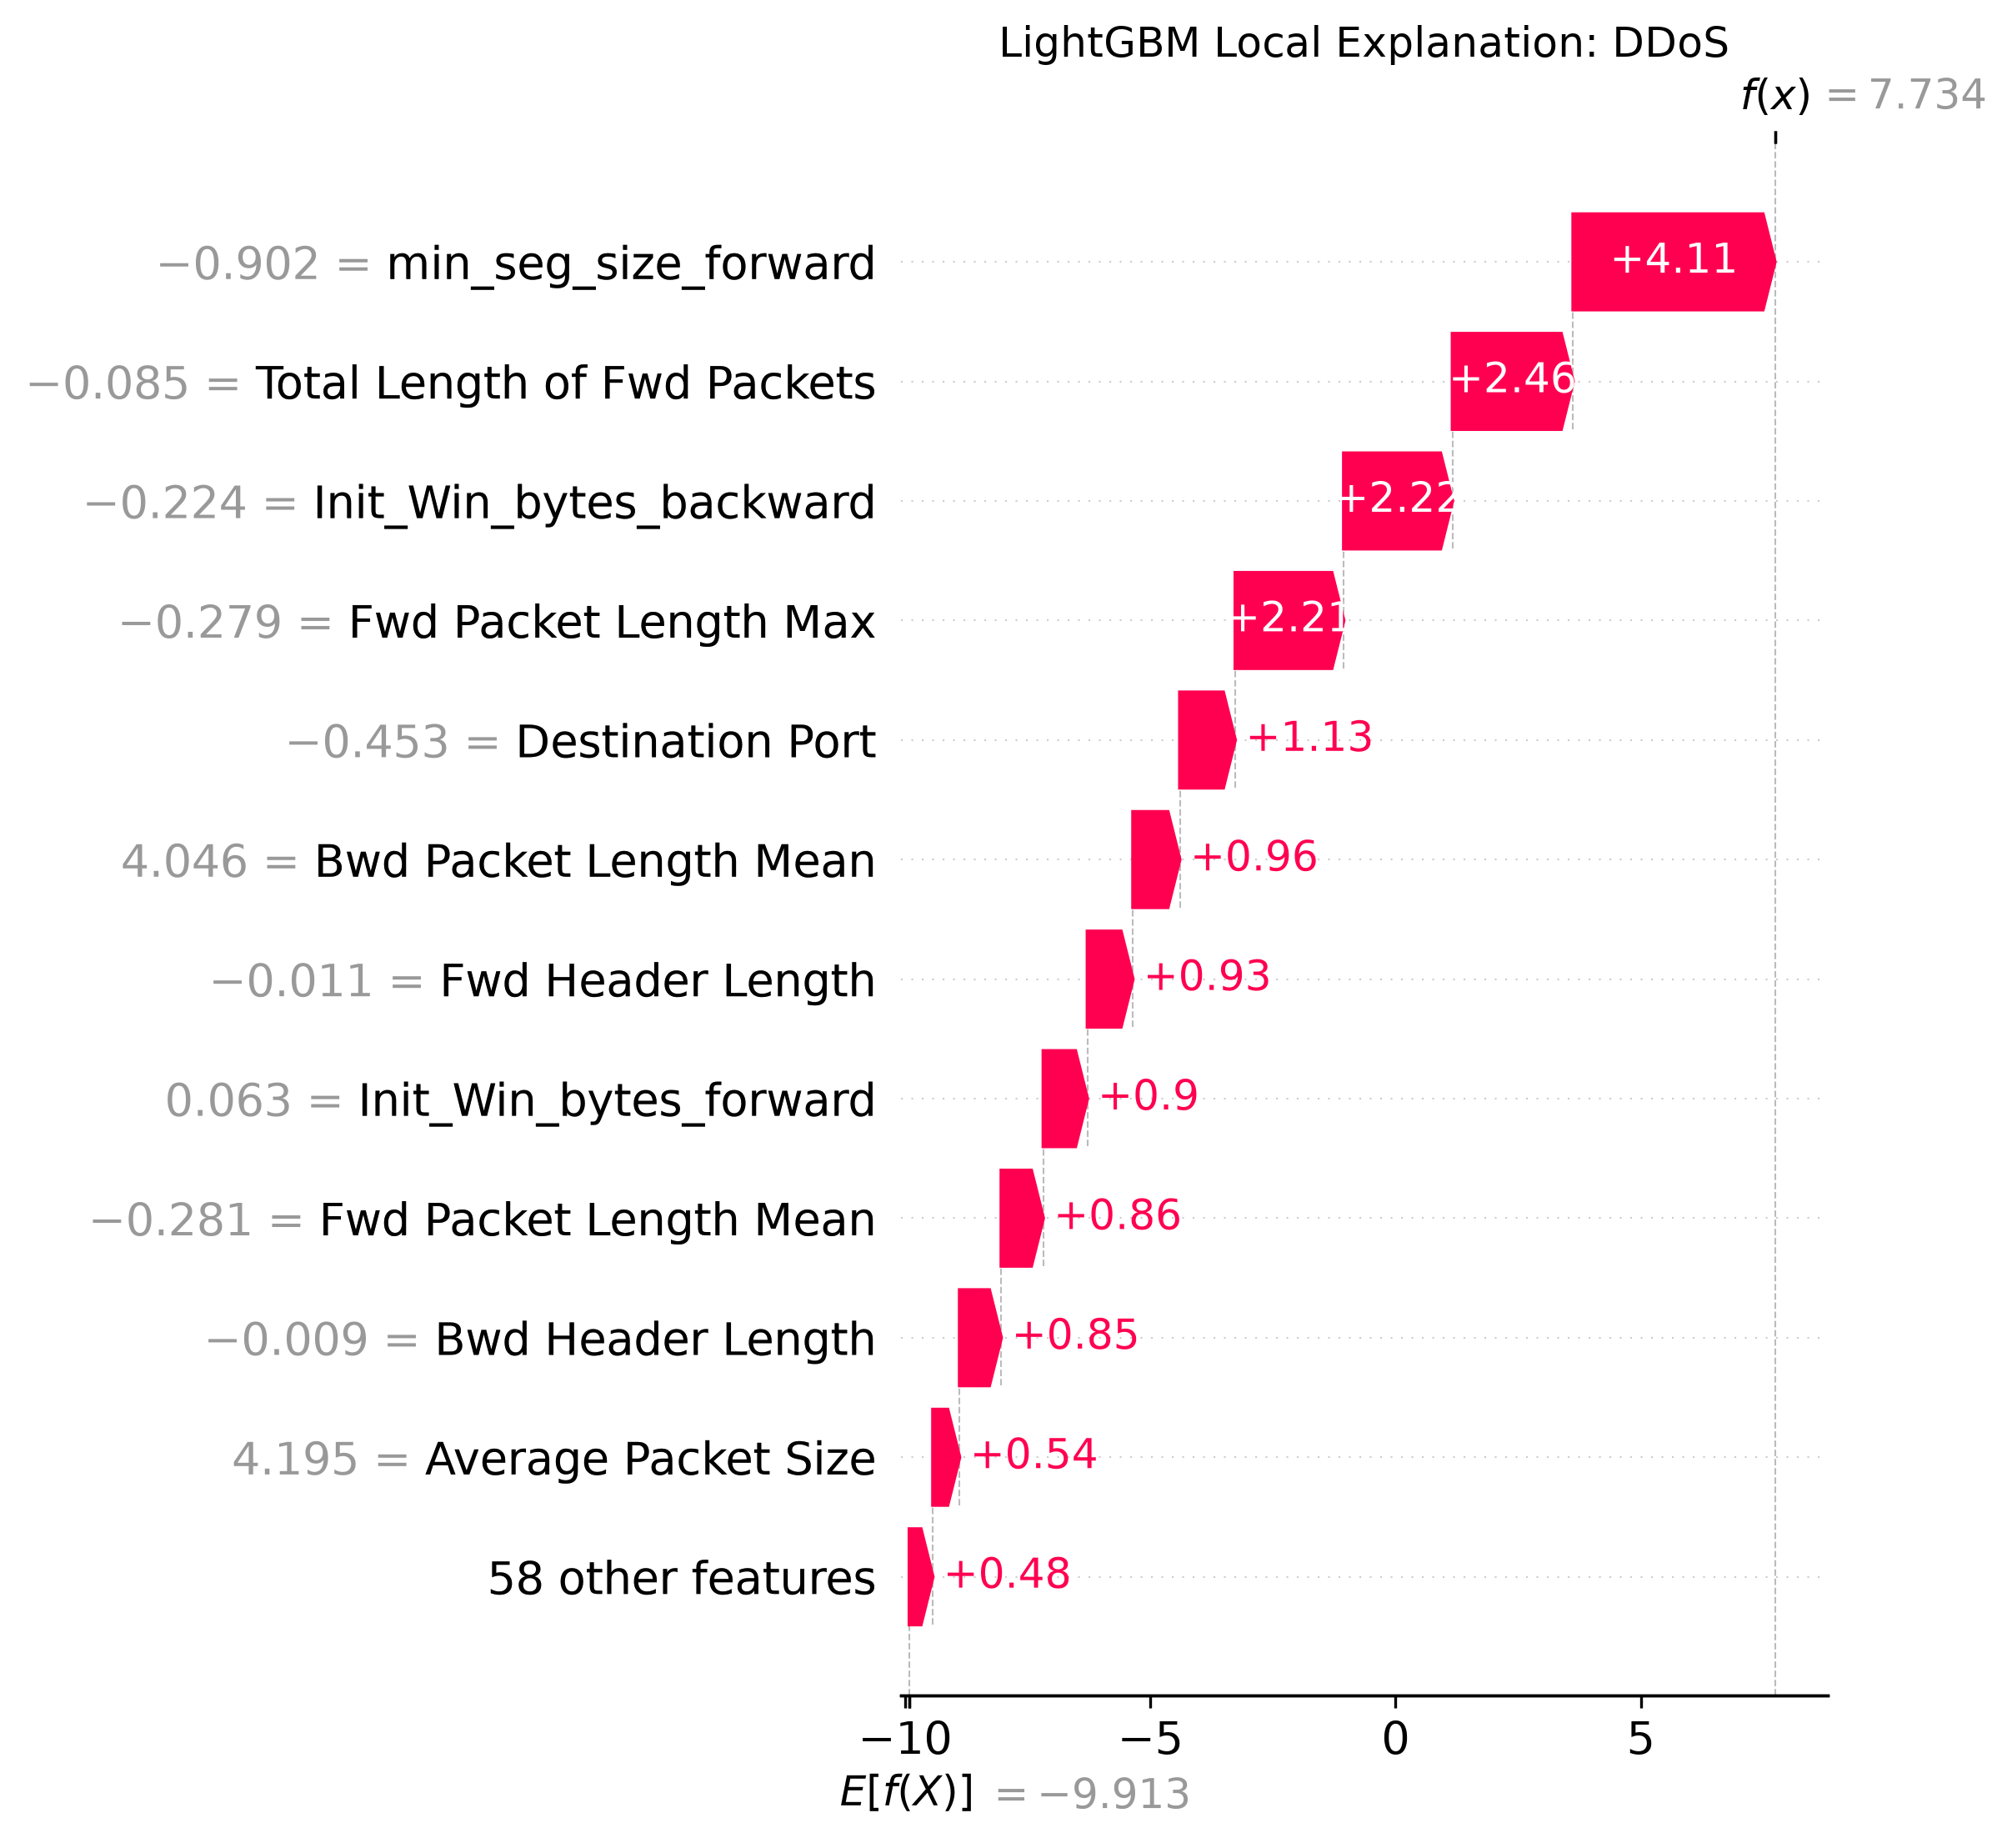 LightGBM Local Explanation: DDoS
f(x) = 7.734
−0.902 = min_seg_size_forward +4.11
−0.085 = Total Length of Fwd Packets +2.46
−0.224 = Init_Win_bytes_backward +2.22
−0.279 = Fwd Packet Length Max +2.21
−0.453 = Destination Port +1.13
4.046 = Bwd Packet Length Mean +0.96
−0.011 = Fwd Header Length +0.93
0.063 = Init_Win_bytes_forward +0.9
−0.281 = Fwd Packet Length Mean +0.86
−0.009 = Bwd Header Length +0.85
4.195 = Average Packet Size +0.54
58 other features +0.48
−10 −5 0 5
E[f(X)] = −9.913